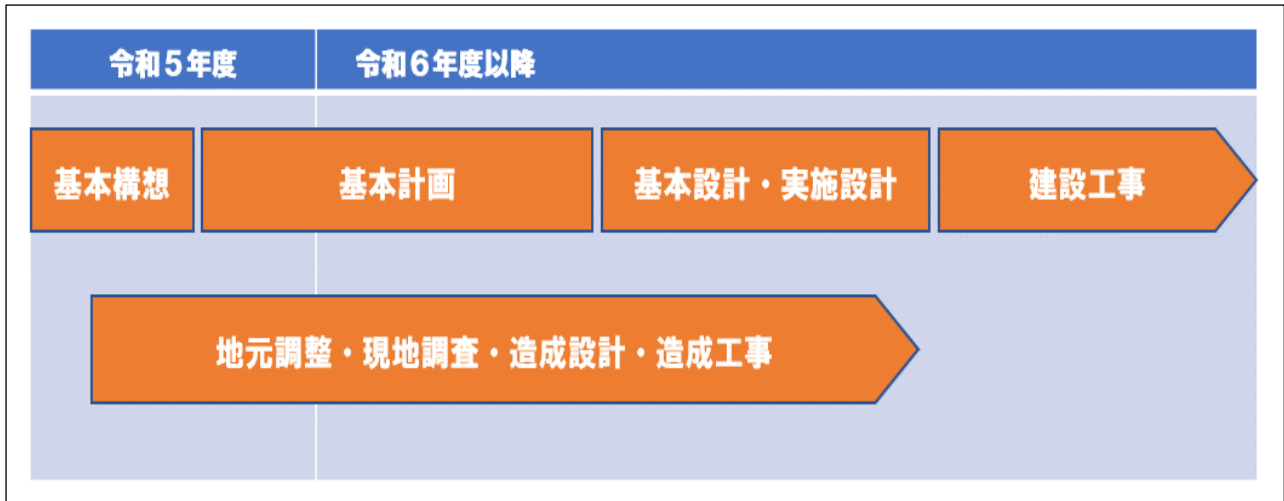 令和５年度
令和６年度以降
基本構想
基本計画
基本設計・実施設計
建設工事
地元調整・現地調査・造成設計・造成工事